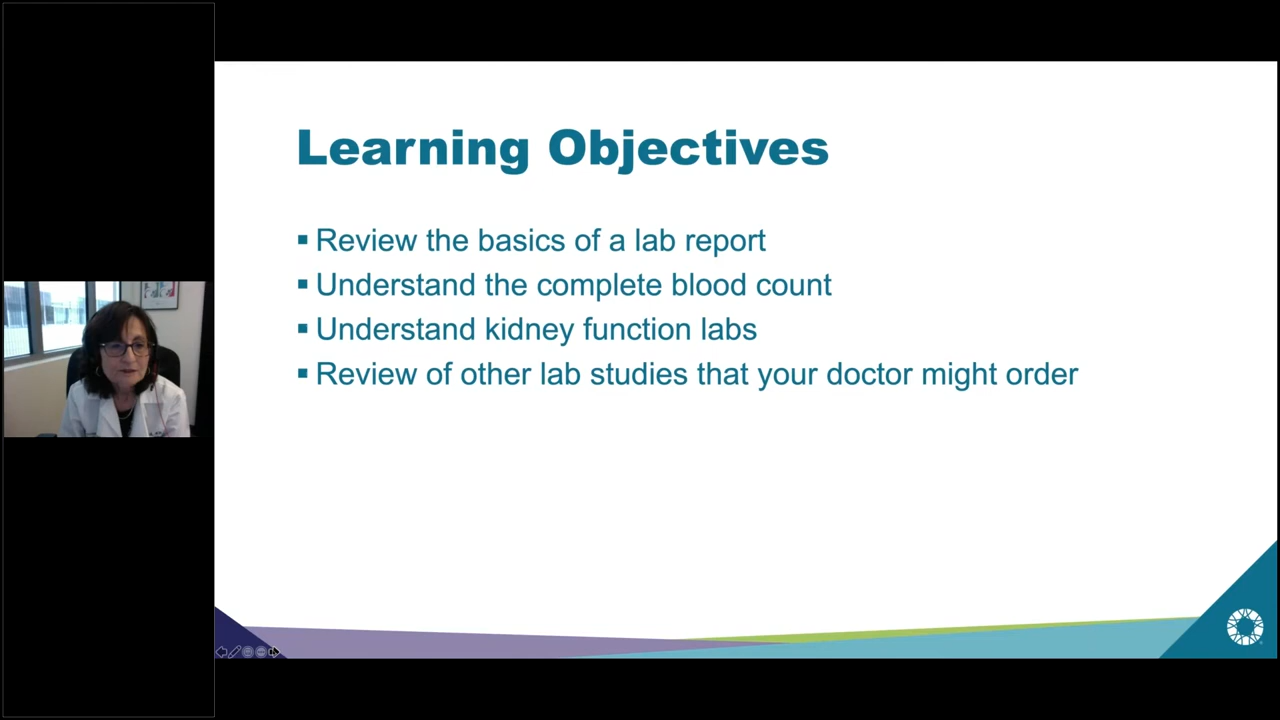 Learning Objectives
▪ Review the basics of a lab report
▪ Understand the complete blood count
▪ Understand kidney function labs
▪ Review of other lab studies that your doctor might order